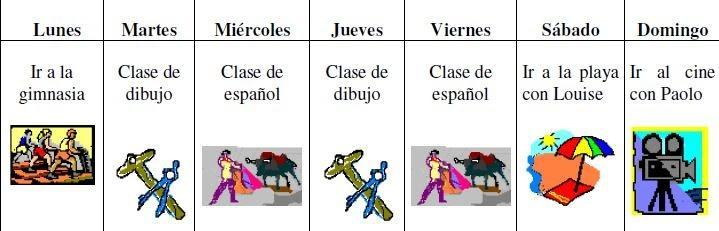 Lunes Martes Miércoles Jueves Viernes Sábado Domingo
Ir a la
gimnasia
Clase de
dibujo
Clase de
español
Clase de
dibujo
Clase de
español
Ir a la playa
con Louise
Ir al cine
con Paolo